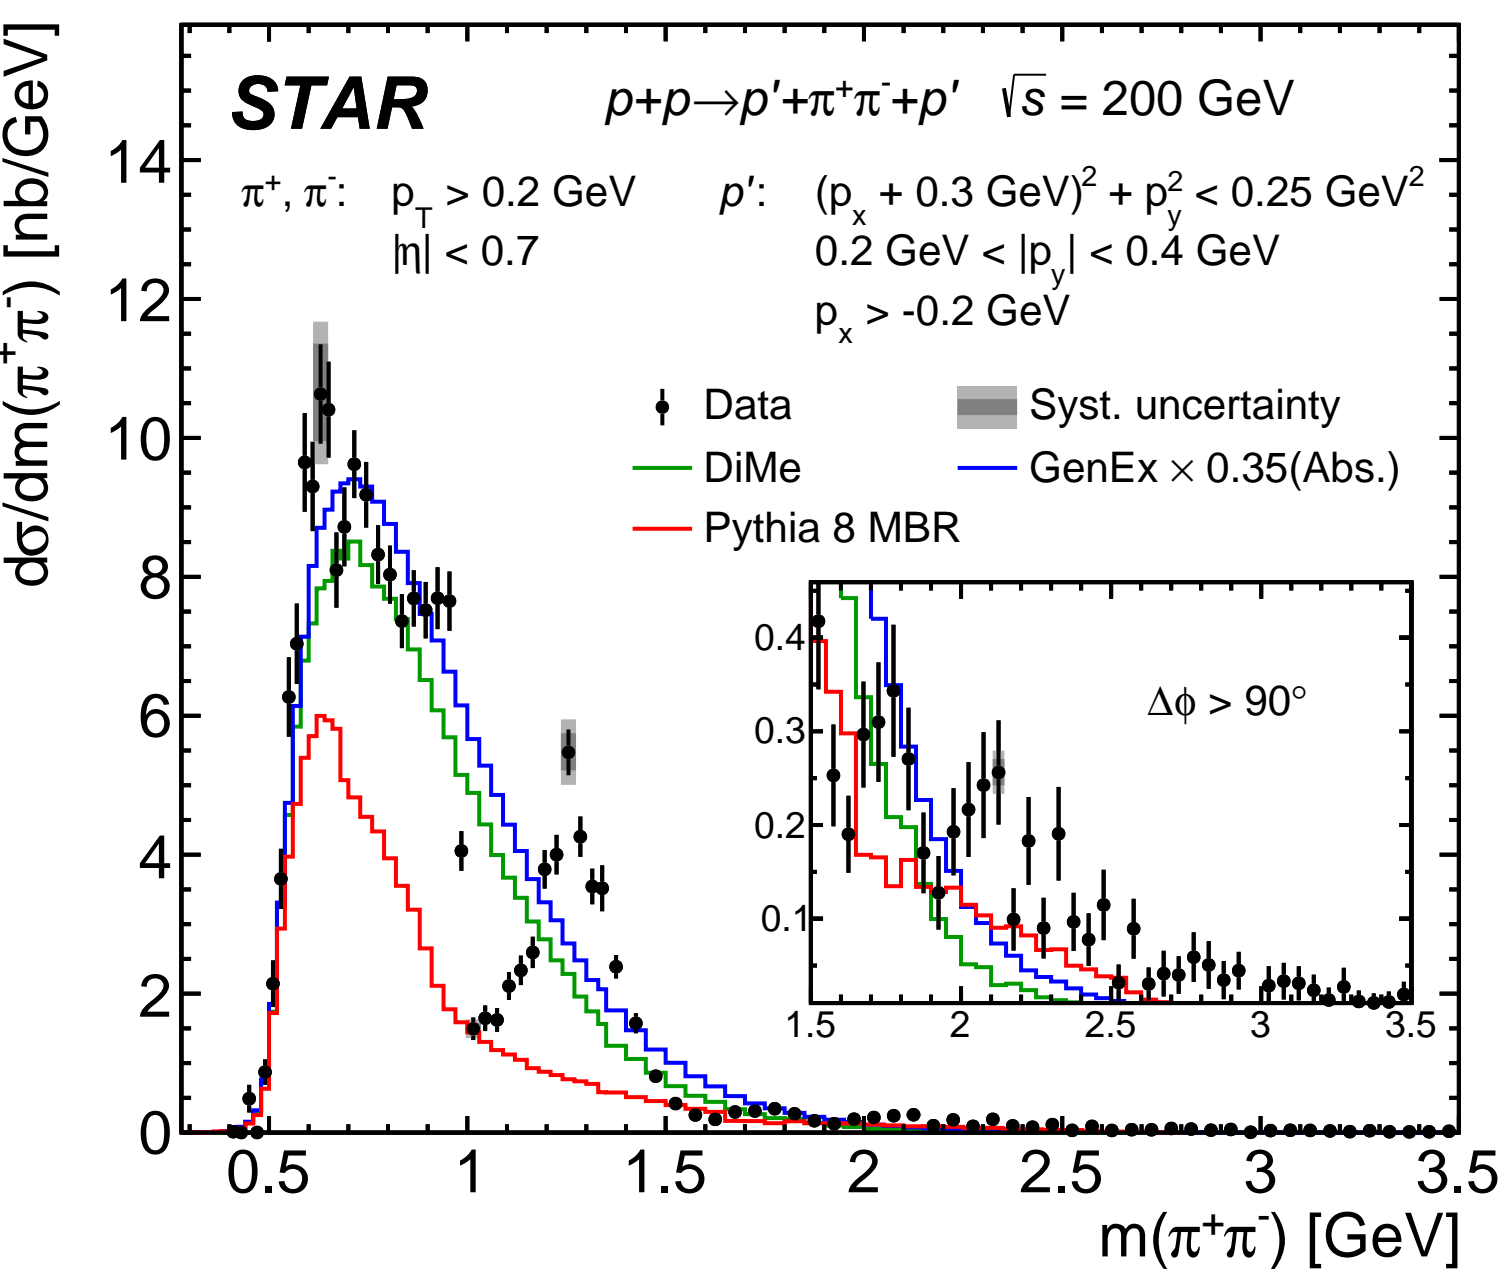 STAR p+p→p′+π⁺π⁻+p′ √s = 200 GeV
π⁺, π⁻: p_T > 0.2 GeV p′: (p_x + 0.3 GeV)² + p_y² < 0.25 GeV²
|η| < 0.7 0.2 GeV < |p_y| < 0.4 GeV
p_x > -0.2 GeV
Data Syst. uncertainty
DiMe GenEx × 0.35(Abs.)
Pythia 8 MBR
Δϕ > 90°
0.4
0.3
0.2
0.1
1.5 2 2.5 3 3.5
dσ/dm(π⁺π⁻) [nb/GeV]
14
12
10
8
6
4
2
0
0.5 1 1.5 2 2.5 3 3.5
m(π⁺π⁻) [GeV]